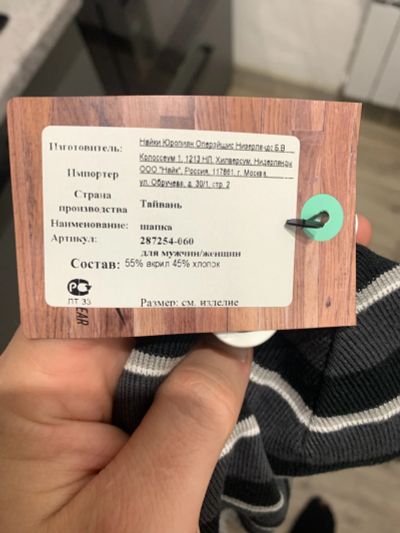 Изготовитель: Найки Юропиан Оперэйшнс Низерландс Б.В
Колоссеум 1, 1213 НЛ, Хилверсум, Нидерланды
Импортер ООО "Найк", Россия, 117861, г. Москва,
ул. Обручева, д. 30/1, стр. 2
Страна
производства Тайвань
Наименование: шапка
Артикул: 287254-060
для мужчин/женщин
Состав: 55% акрил 45% хлопок
Размер: см. изделие